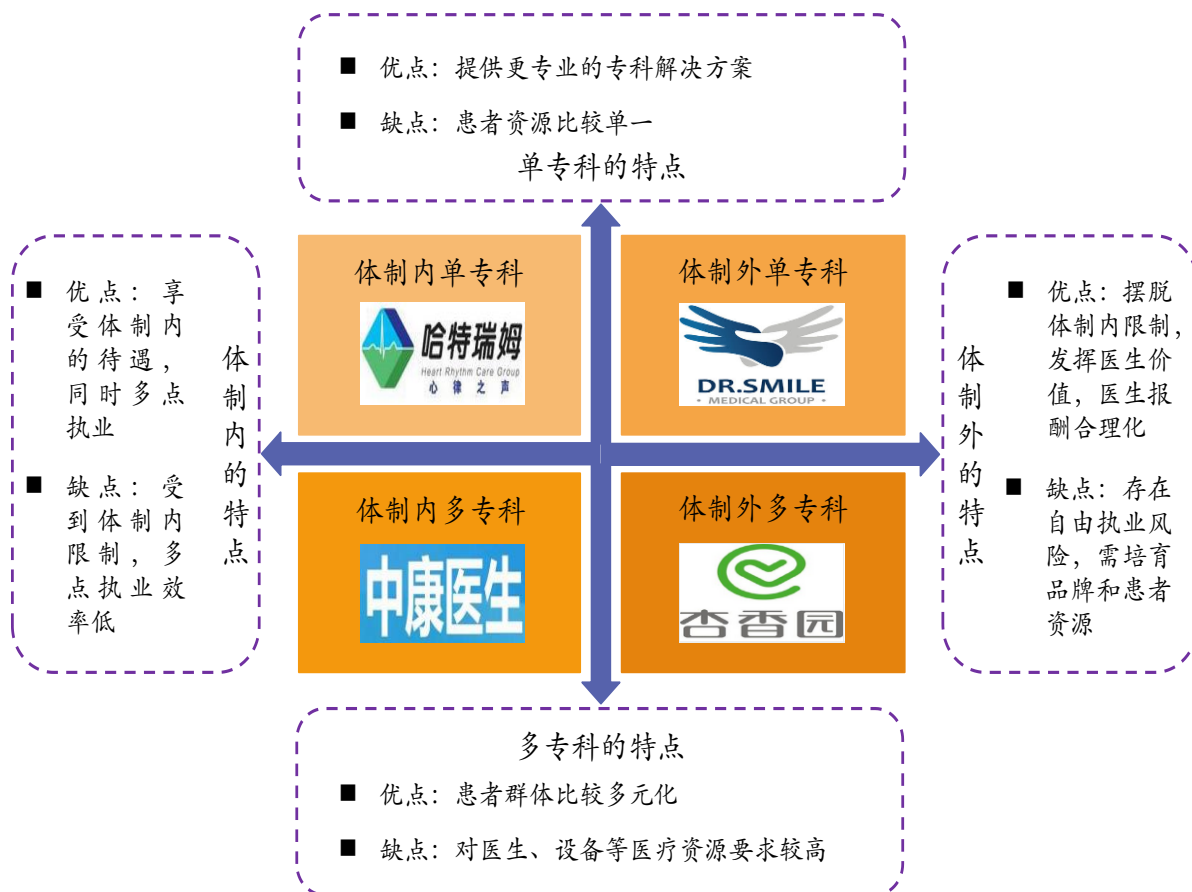 ■ 优点：提供更专业的专科解决方案
■ 缺点：患者资源比较单一
单专科的特点
■ 优点：享
受体制内
的待遇，
同时多点
执业
■ 缺点：受
到体制内
限制，多
点执业效
率低
体制内的特点
体制内单专科
哈特瑞姆
Heart Rhythm Care Group
心律之声
体制外单专科
DR.SMILE
· MEDICAL GROUP ·
体制内多专科
中康医生
体制外多专科
杏香园
体制外的特点
■ 优点：摆脱
体制内限制，
发挥医生价
值，医生报
酬合理化
■ 缺点：存在
自由执业风
险，需培育
品牌和患者
资源
多专科的特点
■ 优点：患者群体比较多元化
■ 缺点：对医生、设备等医疗资源要求较高